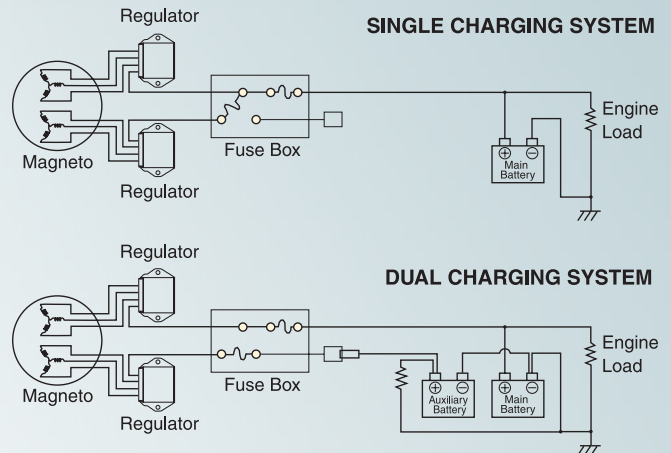 Regulator
SINGLE CHARGING SYSTEM
Engine
Load
Magneto
Fuse Box
⊕ ⊖
Main
Battery
Regulator
Regulator
DUAL CHARGING SYSTEM
Engine
Load
Magneto
Fuse Box
⊕ ⊖
Auxiliary
Battery
⊕ ⊖
Main
Battery
Regulator